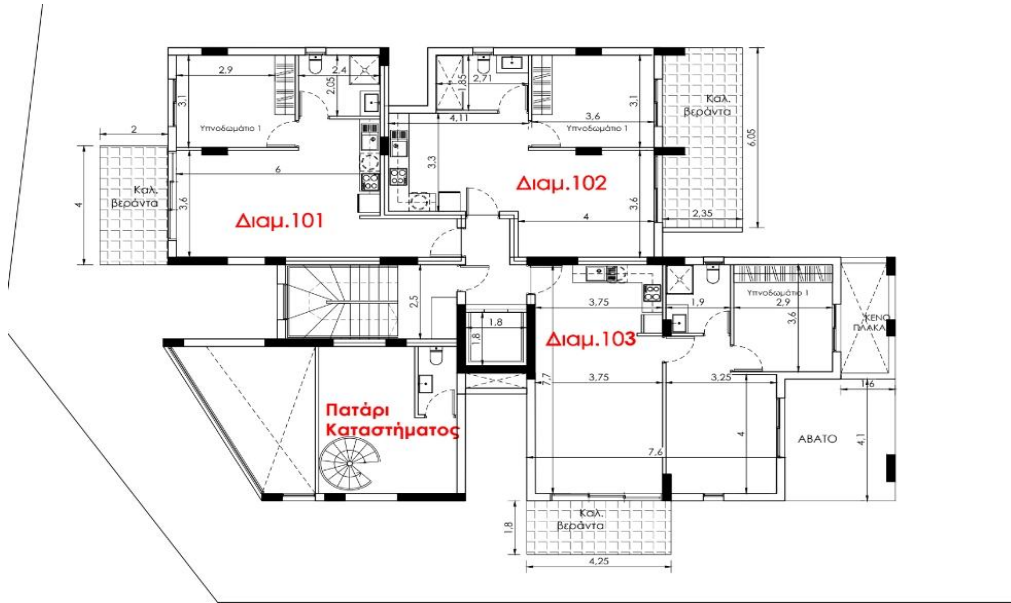 2,9
2,4
2,05
3,1
Υπνοδωμάτιο 1
2
4
Καλ.
βεράντα
3,6
6
Διαμ.101
1,85
2,71
4,11
3,3
3,6
3,1
Υπνοδωμάτιο 1
Διαμ.102
4
3,6
Καλ.
βεράντα
6,05
2,35
2,5
1,8
1,8
3,75
1,9
Υπνοδωμάτιο 1
2,9
3,6
ΚΕΝΟ
ΠΛΑΚΑ
Διαμ.103
7,7
3,75
3,25
1,6
Πατάρι
Καταστήματος
4
ΑΒΑΤΟ
4,1
7,6
Καλ.
βεράντα
1,8
4,25